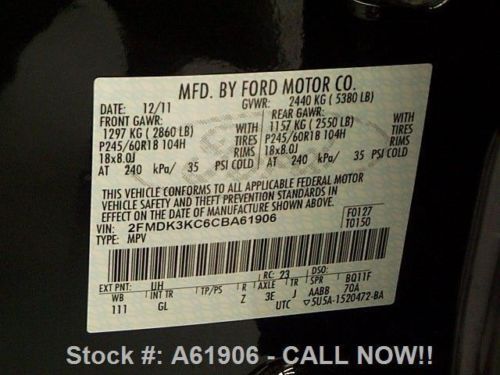 MFD. BY FORD MOTOR CO.
DATE: 12/11 GVWR: 2440 KG ( 5380 LB)
FRONT GAWR: REAR GAWR:
1297 KG ( 2860 LB) WITH 1157 KG ( 2550 LB) WITH
P245/60R18 104H TIRES P245/60R18 104H TIRES
18x8.0J RIMS 18x8.0J RIMS
AT 240 kPa/ 35 PSI COLD AT 240 kPa/ 35 PSI COLD
THIS VEHICLE CONFORMS TO ALL APPLICABLE FEDERAL MOTOR
VEHICLE SAFETY AND THEFT PREVENTION STANDARDS IN
EFFECT ON THE DATE OF MANUFACTURE SHOWN ABOVE.
VIN: 2FMDK3KC6CBA61906 F0127
TYPE: MPV T0150
EXT PNT: UH RC: 23 DSO:
WB INT TR TP/PS R AXLE TR SPR BQ11F
111 GL Z 3E J AABB 70A
UTC 5U5A-1520472-BA
Stock #: A61906 - CALL NOW!!